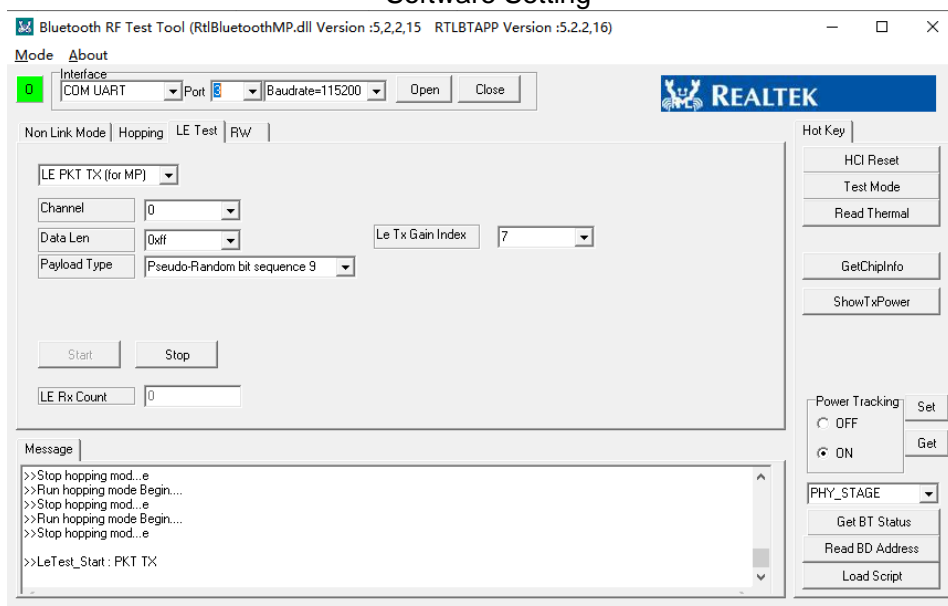 Software Setting
Bluetooth RF Test Tool (RtlBluetoothMP.dll Version :5,2,2,15 RTLBTAPP Version :5.2.2,16)
Mode About
Interface
0 COM UART Port 3 Baudrate=115200 Open Close
REALTEK
Non Link Mode Hopping LE Test RW
Hot Key
LE PKT TX (for MP)
Channel 0
Data Len 0xff
Le Tx Gain Index 7
Payload Type Pseudo-Random bit sequence 9
Start Stop
LE Rx Count 0
HCI Reset
Test Mode
Read Thermal
GetChipInfo
ShowTxPower
Power Tracking
OFF
ON
Set
Get
PHY_STAGE
Get BT Status
Read BD Address
Load Script
Message
>>Stop hopping mod...e
>>Run hopping mode Begin....
>>Stop hopping mod...e
>>Run hopping mode Begin....
>>Stop hopping mod...e
>>LeTest_Start : PKT TX